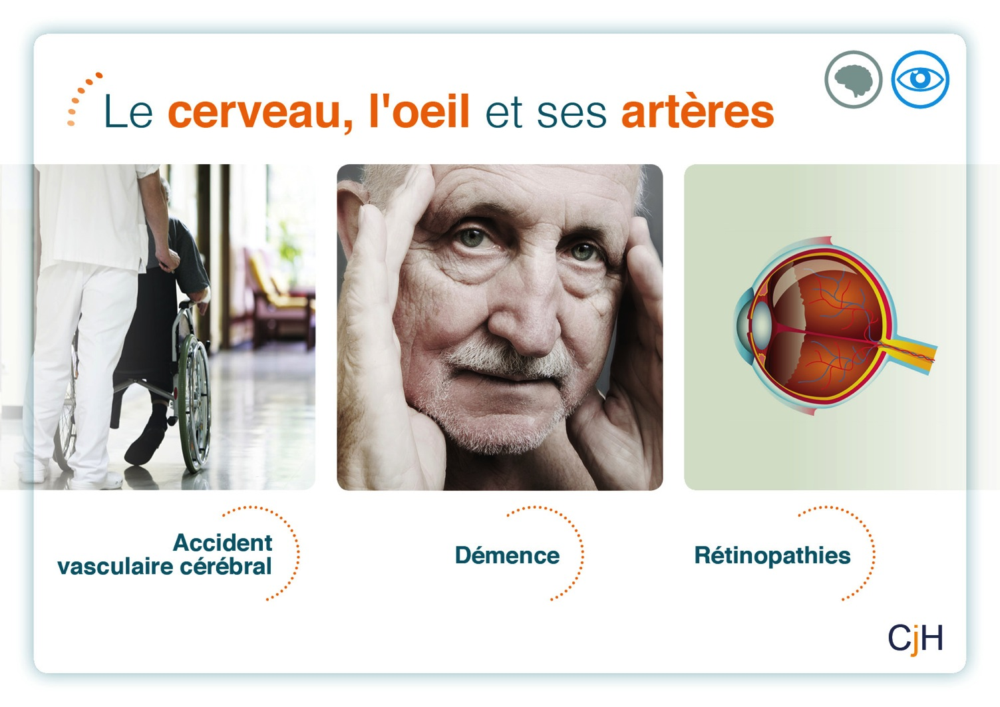 Le cerveau, l'oeil et ses artères
Accident
vasculaire cérébral
Démence
Rétinopathies
CjH